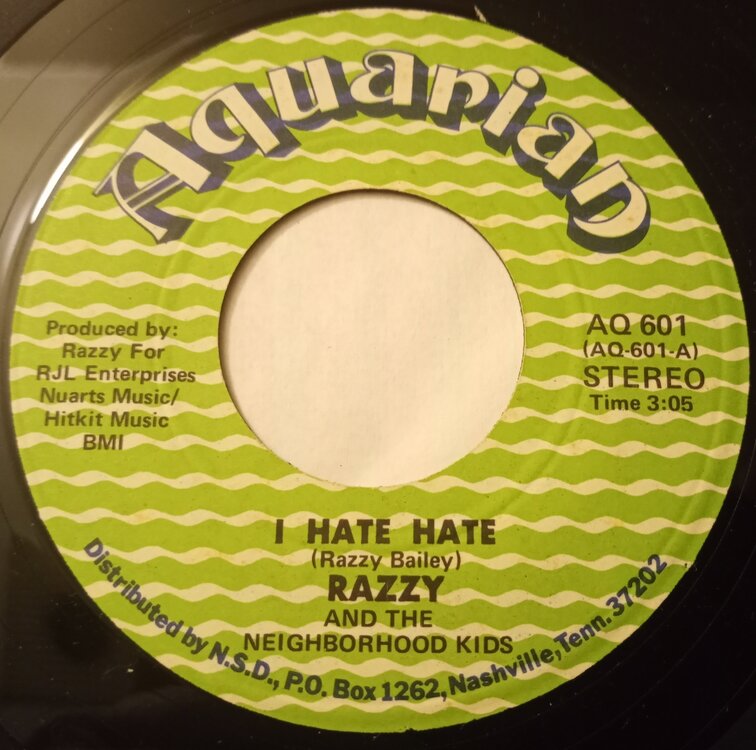 Aquarian
Produced by:
Razzy For
RJL Enterprises
Nuarts Music/
Hitkit Music
BMI
AQ 601
(AQ-601-A)
STEREO
Time 3:05
I HATE HATE
(Razzy Bailey)
RAZZY
AND THE
NEIGHBORHOOD KIDS
Distributed by N.S.D., P.O. Box 1262, Nashville, Tenn. 37202